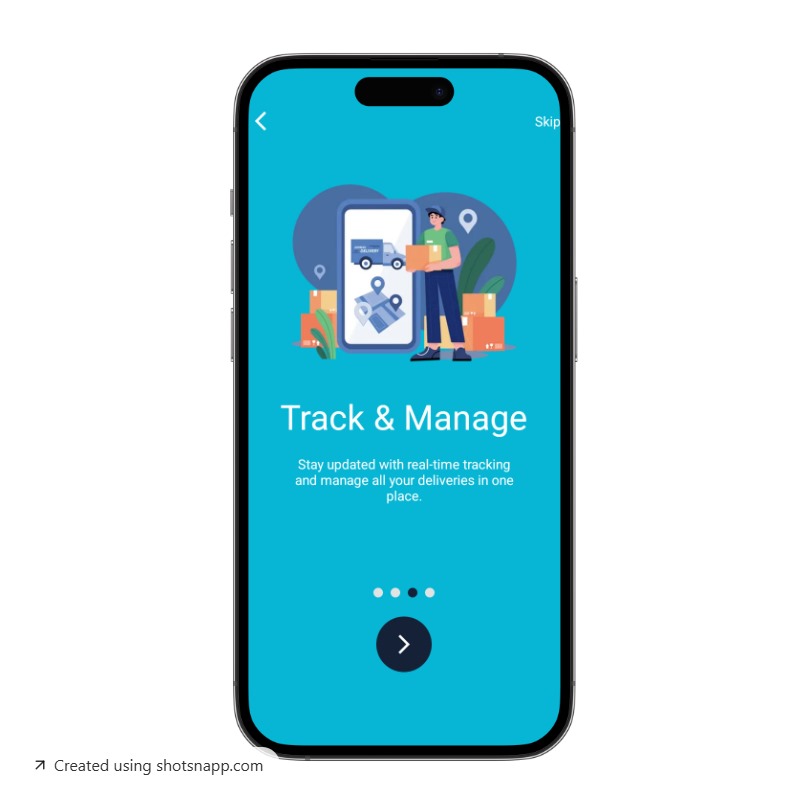 Skip
Track & Manage
Stay updated with real-time tracking
and manage all your deliveries in one
place.
Created using shotsnapp.com